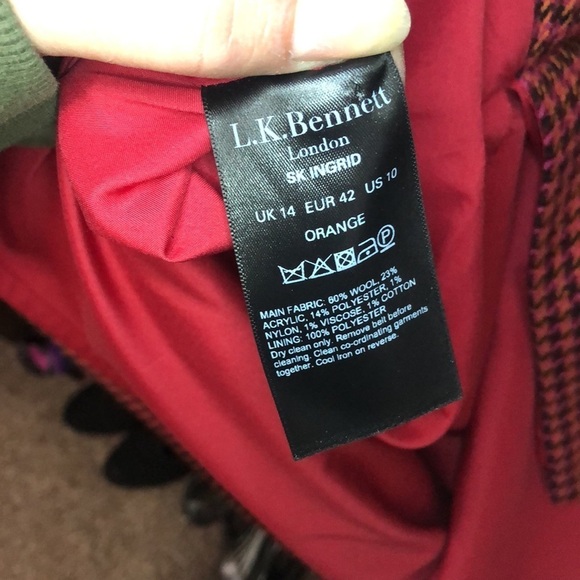 L.K.Bennett
London
SK INGRID
UK 14 EUR 42 US 10
ORANGE
MAIN FABRIC: 60% WOOL, 23%
ACRYLIC, 14% POLYESTER, 1%
NYLON, 1% VISCOSE, 1% COTTON
LINING: 100% POLYESTER
Dry clean only. Remove belt before
cleaning. Clean co-ordinating garments
together. Cool Iron on reverse.